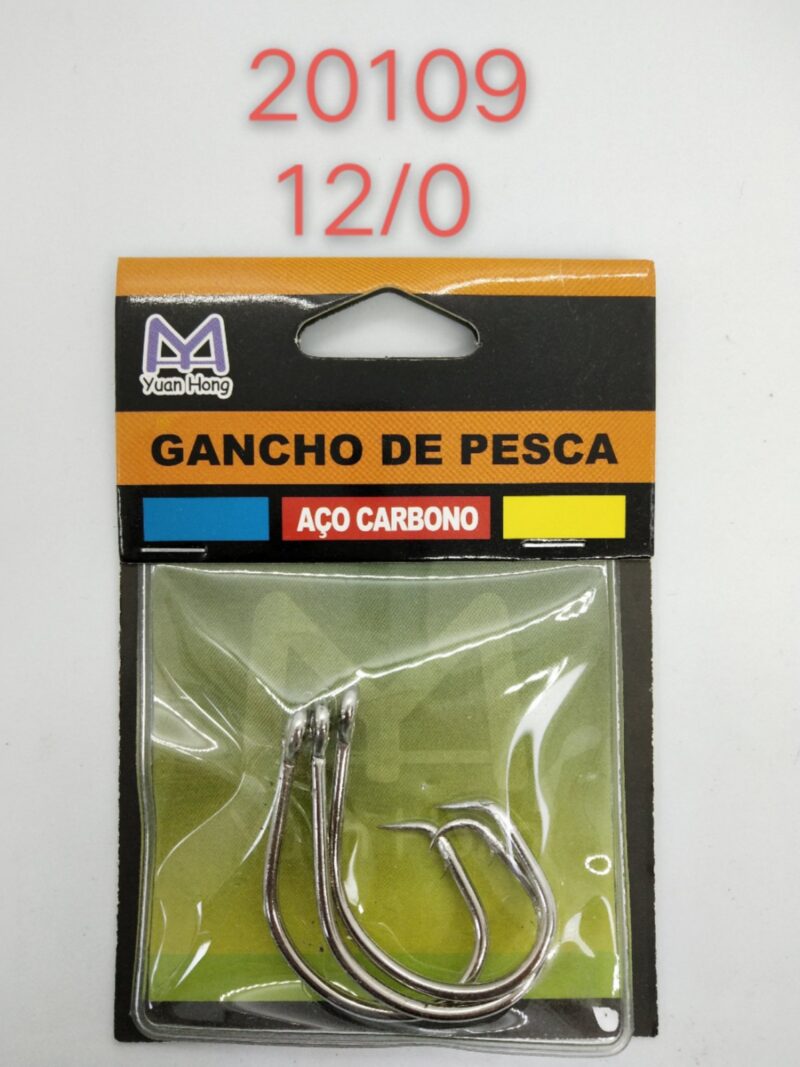 20109
12/0
Yuan Hong
GANCHO DE PESCA
AÇO CARBONO